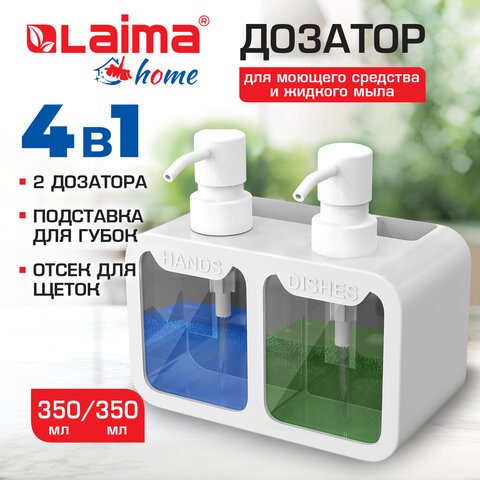 Laima®
home
ДОЗАТОР
для моющего средства
и жидкого мыла
4в1
2 ДОЗАТОРА
ПОДСТАВКА
ДЛЯ ГУБОК
ОТСЕК ДЛЯ
ЩЕТОК
HANDS
DISHES
350/350
мл мл